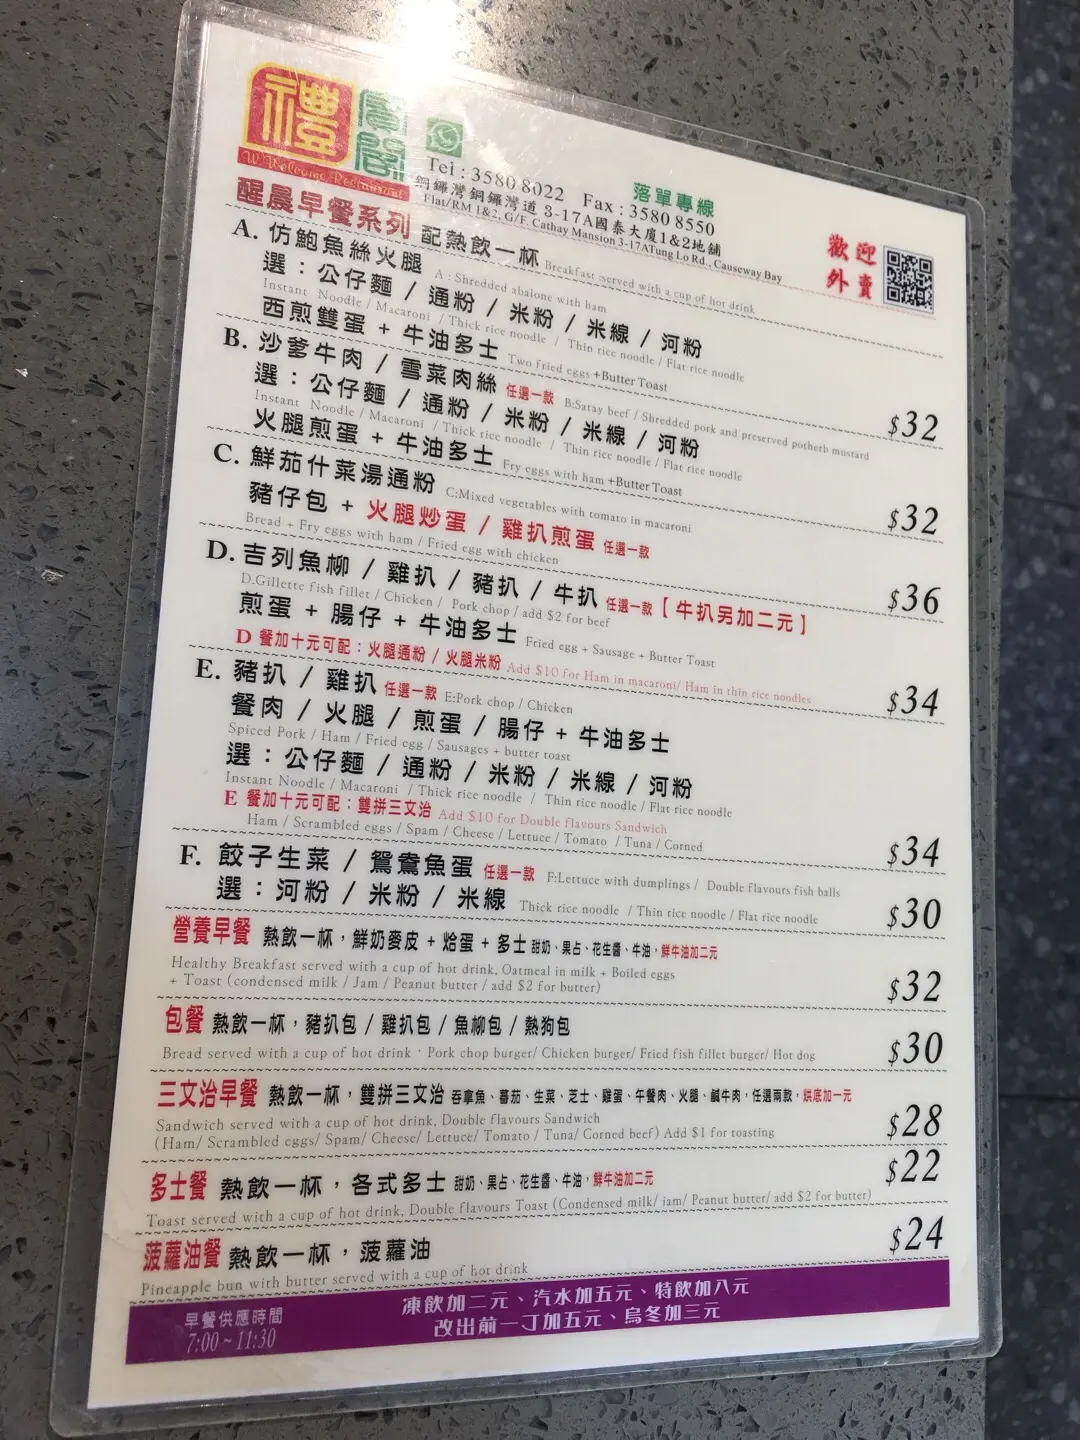 禮賓閣
W Welcome Restaurant
Tel : 3580 8022 Fax : 3580 8550
落單專線
銅鑼灣銅鑼灣道 3-17A國泰大廈1&2地舖
Flat/RM 1&2, G/F, Cathay Mansion 3-17ATung Lo Rd., Causeway Bay
歡迎
外賣
醒晨早餐系列 配熱飲一杯 Breakfast served with a cup of hot drink
A. 仿鮑魚絲火腿 A : Shredded abalone with ham
選：公仔麵 / 通粉 / 米粉 / 米線 / 河粉
Instant Noodle / Macaroni / Thick rice noodle / Thin rice noodle / Flat rice noodle
西煎雙蛋 + 牛油多士 Two fried eggs +Butter Toast
$32
B. 沙爹牛肉 / 雪菜肉絲 任選一款 B:Satay beef / Shredded pork and preserved potherb mustard
選：公仔麵 / 通粉 / 米粉 / 米線 / 河粉
Instant Noodle / Macaroni / Thick rice noodle / Thin rice noodle / Flat rice noodle
火腿煎蛋 + 牛油多士 Fry eggs with ham +Butter Toast
$32
C. 鮮茄什菜湯通粉 C:Mixed vegetables with tomato in macaroni
豬仔包 + 火腿炒蛋 / 雞扒煎蛋 任選一款
Bread + Fry eggs with ham / Fried egg with chicken
$36
D. 吉列魚柳 / 雞扒 / 豬扒 / 牛扒 任選一款【 牛扒另加二元 】
D.Gillette fish fillet / Chicken / Pork chop / add $2 for beef
煎蛋 + 腸仔 + 牛油多士 Fried egg + Sausage + Butter Toast
D 餐加十元可配：火腿通粉 / 火腿米粉 Add $10 for Ham in macaroni/ Ham in thin rice noodles
$34
E. 豬扒 / 雞扒 任選一款 E:Pork chop / Chicken
餐肉 / 火腿 / 煎蛋 / 腸仔 + 牛油多士
Spiced Pork / Ham / Fried egg / Sausages + butter toast
選：公仔麵 / 通粉 / 米粉 / 米線 / 河粉
Instant Noodle / Macaroni / Thick rice noodle / Thin rice noodle / Flat rice noodle
E 餐加十元可配：雙拼三文治 Add $10 for Double flavours Sandwich
Ham / Scrambled eggs / Spam / Cheese / Lettuce / Tomato / Tuna / Corned
$34
F. 餃子生菜 / 鴛鴦魚蛋 任選一款 F:Lettuce with dumplings / Double flavours fish balls
選：河粉 / 米粉 / 米線 Thick rice noodle / Thin rice noodle / Flat rice noodle
$30
營養早餐 熱飲一杯，鮮奶麥皮 + 烚蛋 + 多士 甜奶、果占、花生醬、牛油，鮮牛油加二元
Healthy Breakfast served with a cup of hot drink, Oatmeal in milk + Boiled eggs
+ Toast (condensed milk / Jam / Peanut butter / add $2 for butter)
$32
包餐 熱飲一杯，豬扒包 / 雞扒包 / 魚柳包 / 熱狗包
Bread served with a cup of hot drink，Pork chop burger/ Chicken burger/ Fried fish fillet burger/ Hot dog
$30
三文治早餐 熱飲一杯，雙拼三文治 吞拿魚、蕃茄、生菜、芝士、雞蛋、午餐肉、火腿、鹹牛肉，任選兩款，烘底加一元
Sandwich served with a cup of hot drink, Double flavours Sandwich
(Ham/ Scrambled eggs/ Spam/ Cheese/ Lettuce/ Tomato / Tuna/ Corned beef) Add $1 for toasting
$28
多士餐 熱飲一杯，各式多士 甜奶、果占、花生醬、牛油，鮮牛油加二元
$22
Toast served with a cup of hot drink, Double flavours Toast (Condensed milk/ jam/ Peanut butter/ add $2 for butter)
菠蘿油餐 熱飲一杯，菠蘿油
$24
Pineapple bun with butter served with a cup of hot drink
早餐供應時間
7:00~11:30
凍飲加二元、汽水加五元、特飲加八元
改出前一丁加五元、烏冬加三元